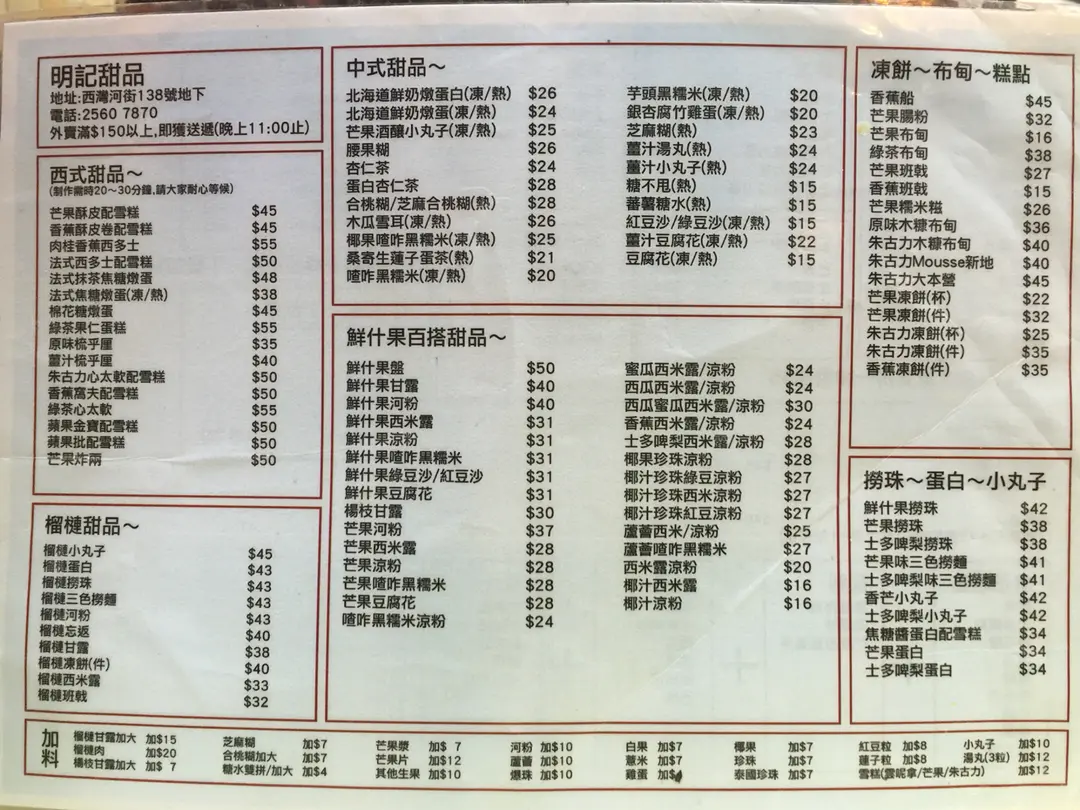 明記甜品
地址:西灣河街138號地下
電話:2560 7870
外賣滿$150以上,即獲送遞(晚上11:00止)
西式甜品～
(制作需時20～30分鐘,請大家耐心等候)
芒果酥皮配雪糕 $45
香蕉酥皮卷配雪糕 $45
肉桂香蕉西多士 $55
法式西多士配雪糕 $50
法式抹茶焦糖燉蛋 $48
法式焦糖燉蛋(凍/熱) $38
棉花糖燉蛋 $45
綠茶果仁蛋糕 $55
原味梳乎厘 $35
薑汁梳乎厘 $40
朱古力心太軟配雪糕 $50
香蕉窩夫配雪糕 $50
綠茶心太軟 $55
蘋果金寶配雪糕 $50
蘋果批配雪糕 $50
芒果炸兩 $50
榴槤甜品～
榴槤小丸子 $45
榴槤蛋白 $43
榴槤撈珠 $43
榴槤三色撈麵 $43
榴槤河粉 $43
榴槤忘返 $40
榴槤甘露 $38
榴槤凍餅(件) $40
榴槤西米露 $33
榴槤班戟 $32
中式甜品～
北海道鮮奶燉蛋白(凍/熱) $26
北海道鮮奶燉蛋(凍/熱) $24
芒果酒釀小丸子(凍/熱) $25
腰果糊 $26
杏仁茶 $24
蛋白杏仁茶 $28
合桃糊/芝麻合桃糊(熱) $28
木瓜雪耳(凍/熱) $26
椰果喳咋黑糯米(凍/熱) $25
桑寄生蓮子蛋茶(熱) $21
喳咋黑糯米(凍/熱) $20
芋頭黑糯米(凍/熱) $20
銀杏腐竹雞蛋(凍/熱) $20
芝麻糊(熱) $23
薑汁湯丸(熱) $24
薑汁小丸子(熱) $24
糖不甩(熱) $15
蕃薯糖水(熱) $15
紅豆沙/綠豆沙(凍/熱) $15
薑汁豆腐花(凍/熱) $22
豆腐花(凍/熱) $15
鮮什果百搭甜品～
鮮什果盤 $50
鮮什果甘露 $40
鮮什果河粉 $40
鮮什果西米露 $31
鮮什果涼粉 $31
鮮什果喳咋黑糯米 $31
鮮什果綠豆沙/紅豆沙 $31
鮮什果豆腐花 $31
楊枝甘露 $30
芒果河粉 $37
芒果西米露 $28
芒果涼粉 $28
芒果喳咋黑糯米 $28
芒果豆腐花 $28
喳咋黑糯米涼粉 $24
蜜瓜西米露/涼粉 $24
西瓜西米露/涼粉 $24
西瓜蜜瓜西米露/涼粉 $30
香蕉西米露/涼粉 $24
士多啤梨西米露/涼粉 $28
椰果珍珠涼粉 $28
椰汁珍珠綠豆涼粉 $27
椰汁珍珠西米露 $27
椰汁珍珠紅豆涼粉 $27
蘆薈西米/涼粉 $25
蘆薈喳咋黑糯米 $27
西米露涼粉 $20
椰汁西米露 $16
椰汁涼粉 $16
凍餅～布甸～糕點
香蕉船 $45
芒果腸粉 $32
芒果布甸 $16
綠茶布甸 $38
芒果班戟 $27
香蕉班戟 $15
芒果糯米糍 $26
原味木糠布甸 $36
朱古力木糠布甸 $40
朱古力Mousse新地 $40
朱古力大本營 $45
芒果凍餅(杯) $22
芒果凍餅(件) $32
朱古力凍餅(杯) $25
朱古力凍餅(件) $35
香蕉凍餅(件) $35
撈珠～蛋白～小丸子
鮮什果撈珠 $42
芒果撈珠 $38
士多啤梨撈珠 $38
芒果味三色撈麵 $41
士多啤梨味三色撈麵 $41
香芒小丸子 $42
士多啤梨小丸子 $42
焦糖醬蛋白配雪糕 $34
芒果蛋白 $34
士多啤梨蛋白 $34
加料
榴槤甘露加大 加$15
榴槤肉 加$20
楊枝甘露加大 加$ 7
芝麻糊 加$7
合桃糊加大 加$7
糖水雙拼/加大 加$4
芒果漿 加$ 7
芒果片 加$12
其他生果 加$10
河粉 加$10
蘆薈 加$10
爆珠 加$10
白果 加$7
薏米 加$7
雞蛋 加$
椰果 加$7
珍珠 加$7
泰國珍珠 加$7
紅豆粒 加$8
蓮子粒 加$8
雪糕(雲呢拿/芒果/朱古力) 加$12
小丸子 加$10
湯丸(3粒) 加$12